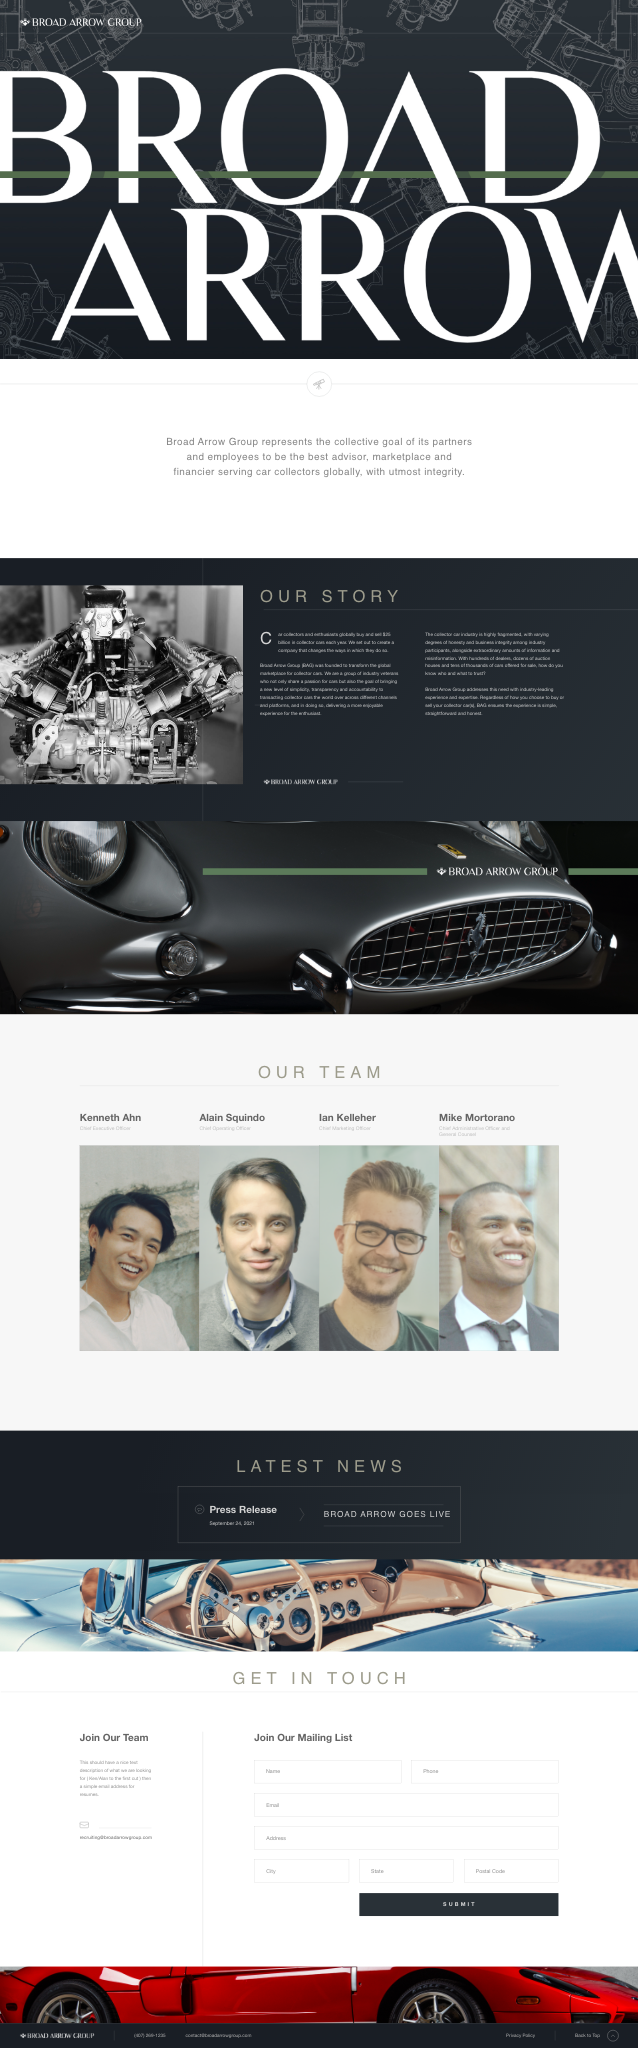 BROAD ARROW GROUP
BROAD
ARROW
Broad Arrow Group represents the collective goal of its partners
and employees to be the best advisor, marketplace and
financier serving car collectors globally, with utmost integrity.
OUR STORY
C ar collectors and enthusiasts globally buy and sell $25
billion in collector cars each year. We set out to create a
company that changes the ways in which they do so.
Broad Arrow Group (BAG) was founded to transform the global
marketplace for collector cars. We are a group of industry veterans
who not only share a passion for cars but also the goal of bringing
a new level of simplicity, transparency and accountability to
transacting collector cars the world over across different channels
and platforms, and in doing so, delivering a more enjoyable
experience for the enthusiast.
The collector car industry is highly fragmented, with varying
degrees of honesty and business integrity among industry
participants, alongside extraordinary amounts of information and
misinformation. With hundreds of dealers, dozens of auction
houses and tens of thousands of cars offered for sale, how do you
know who and what to trust?
Broad Arrow Group addresses this need with industry-leading
experience and expertise. Regardless of how you choose to buy or
sell your collector car(s), BAG ensures the experience is simple,
straightforward and honest.
BROAD ARROW GROUP
BROAD ARROW GROUP
OUR TEAM
Kenneth Ahn
Chief Executive Officer
Alain Squindo
Chief Operating Officer
Ian Kelleher
Chief Marketing Officer
Mike Mortorano
Chief Administrative Officer and
General Counsel
LATEST NEWS
Press Release
September 24, 2021
BROAD ARROW GOES LIVE
GET IN TOUCH
Join Our Team
This should have a nice text
description of what we are looking
for ( Ken/Alan to the first cut ) then
a simple email address for
resumes.
recruiting@broadarrowgroup.com
Join Our Mailing List
Name
Phone
Email
Address
City
State
Postal Code
SUBMIT
BROAD ARROW GROUP
contact@broadarrowgroup.com
Privacy Policy
Back to Top